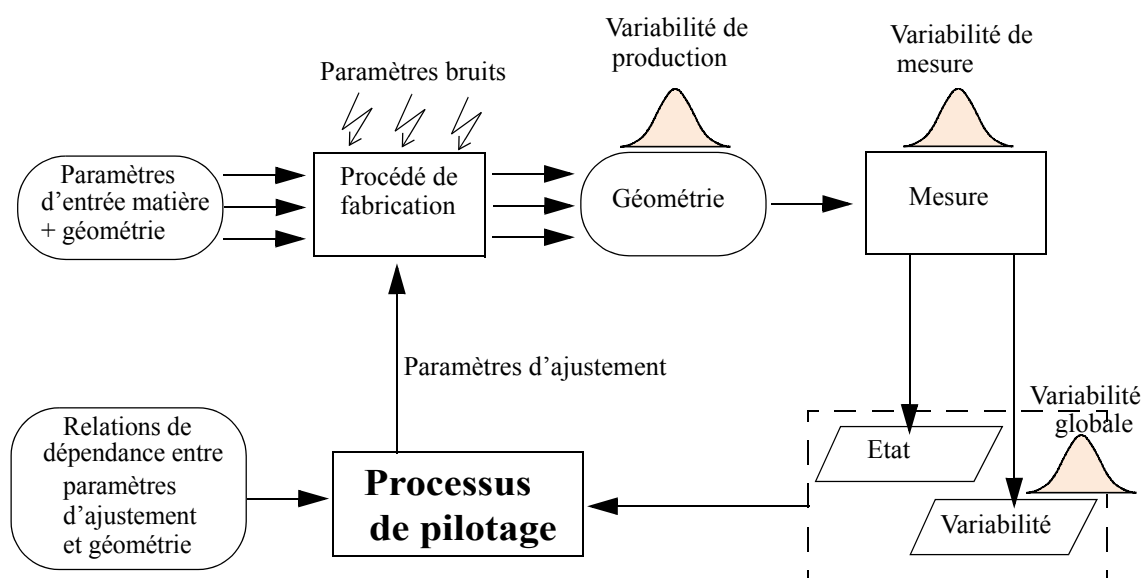 Variabilité de
production
Variabilité de
mesure
Paramètres bruits
Paramètres
d’entrée matière
+ géométrie
Procédé de
fabrication
Géométrie
Mesure
Paramètres d’ajustement
Variabilité
globale
Relations de
dépendance entre
paramètres
d’ajustement
et géométrie
Processus
de pilotage
Etat
Variabilité